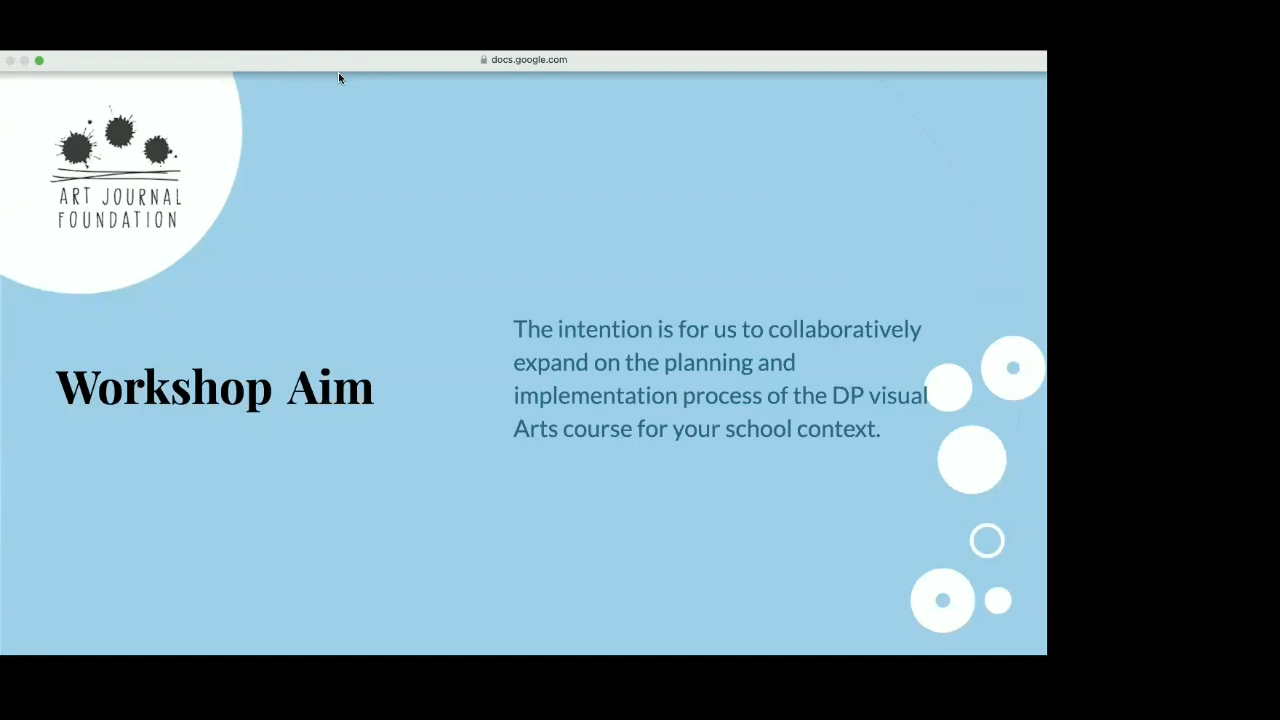 docs.google.com
ART JOURNAL
FOUNDATION
Workshop Aim
The intention is for us to collaboratively
expand on the planning and
implementation process of the DP visual
Arts course for your school context.